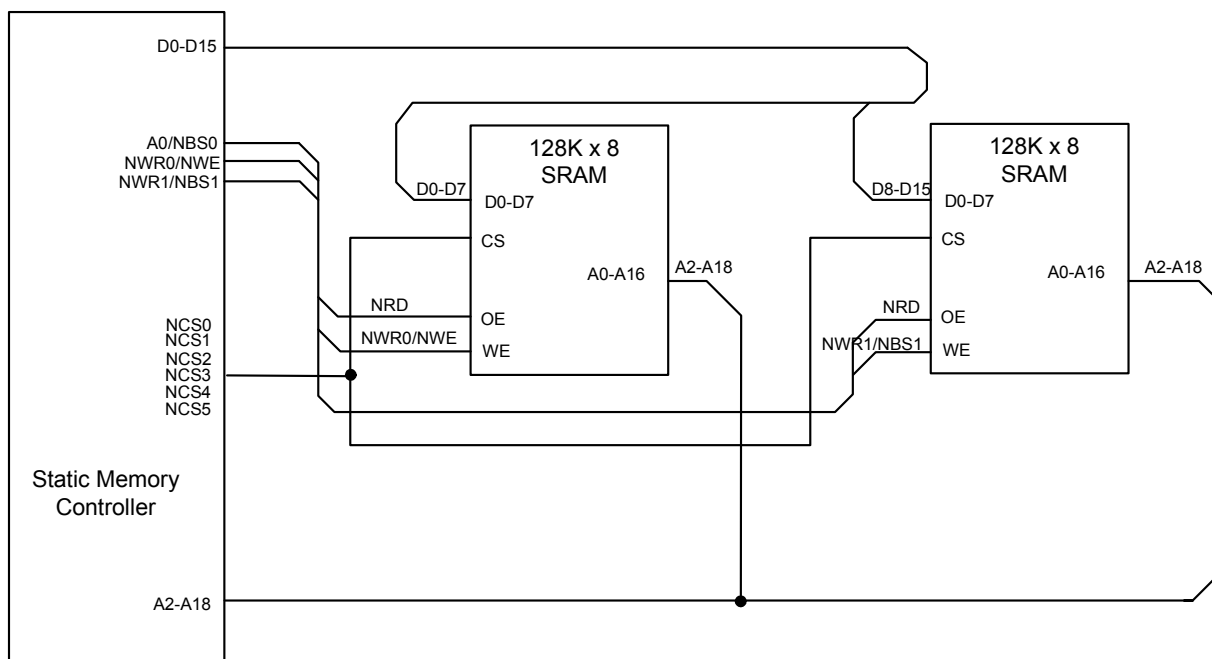 D0-D15
A0/NBS0
NWR0/NWE
NWR1/NBS1
NCS0
NCS1
NCS2
NCS3
NCS4
NCS5
Static Memory
Controller
A2-A18
128K x 8
SRAM
D0-D7
D0-D7
CS
A0-A16
A2-A18
NRD
OE
NWR0/NWE
WE
128K x 8
SRAM
D8-D15
D0-D7
CS
A0-A16
A2-A18
NRD
OE
NWR1/NBS1
WE